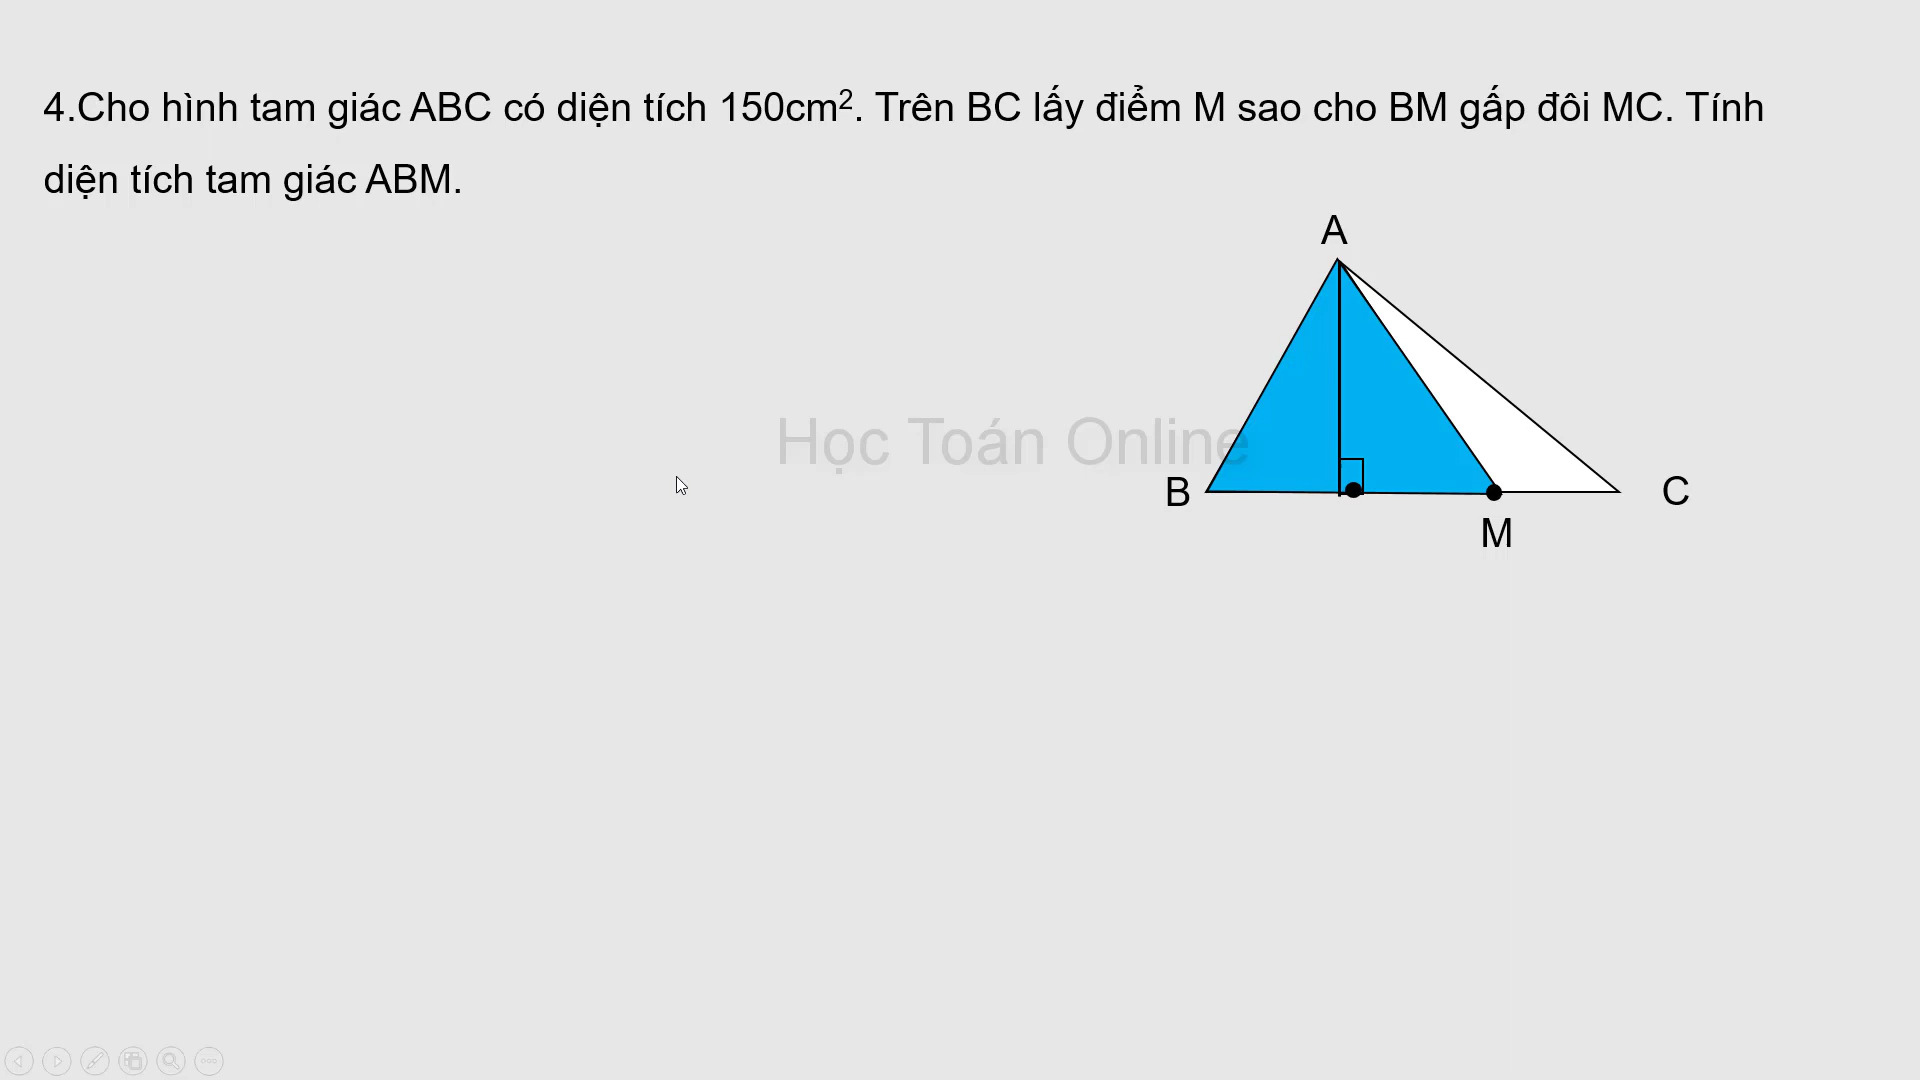 4.Cho hình tam giác ABC có diện tích 150cm². Trên BC lấy điểm M sao cho BM gấp đôi MC. Tính
diện tích tam giác ABM.
A
Học Toán Online
B
C
M